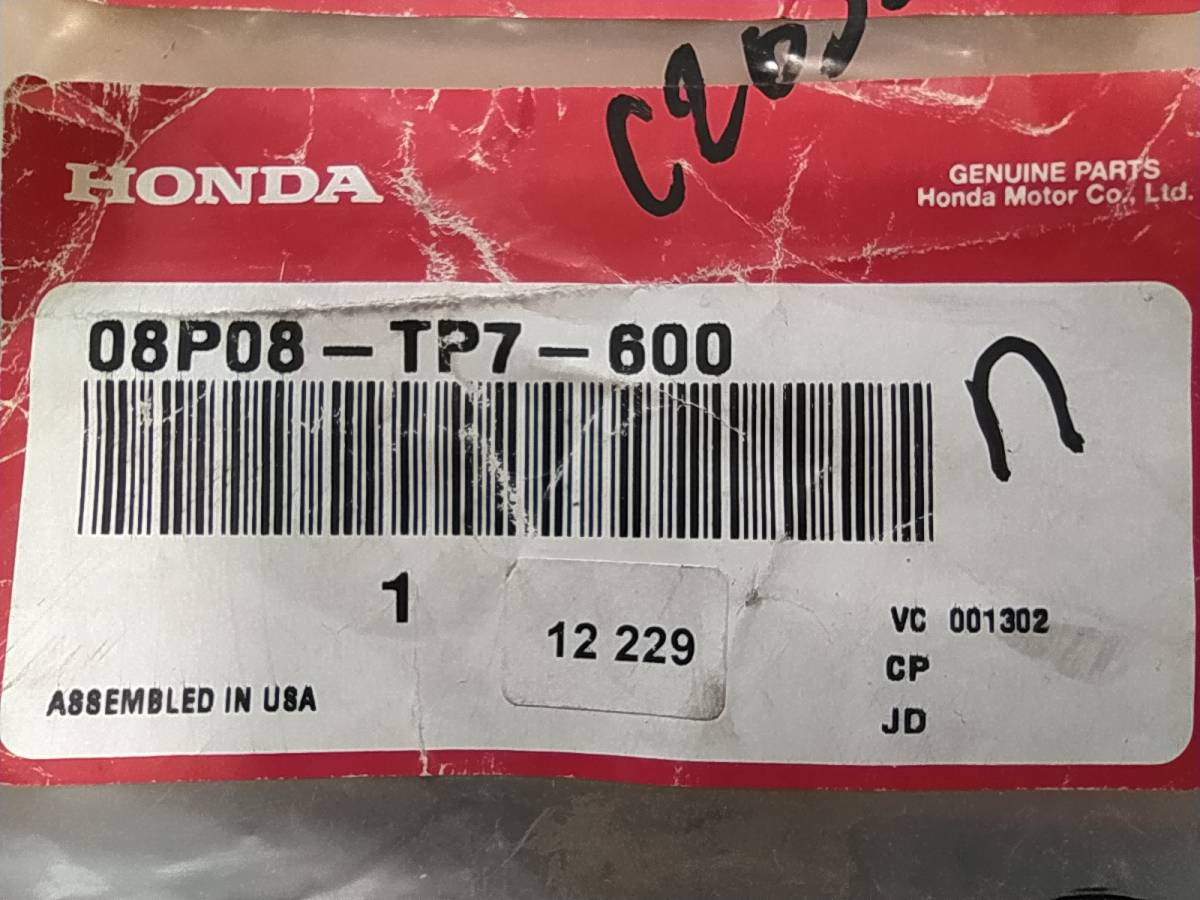 HONDA
GENUINE PARTS
Honda Motor Co., Ltd.
08P08-TP7-600
1
12 229
VC 001302
CP
JD
ASSEMBLED IN USA